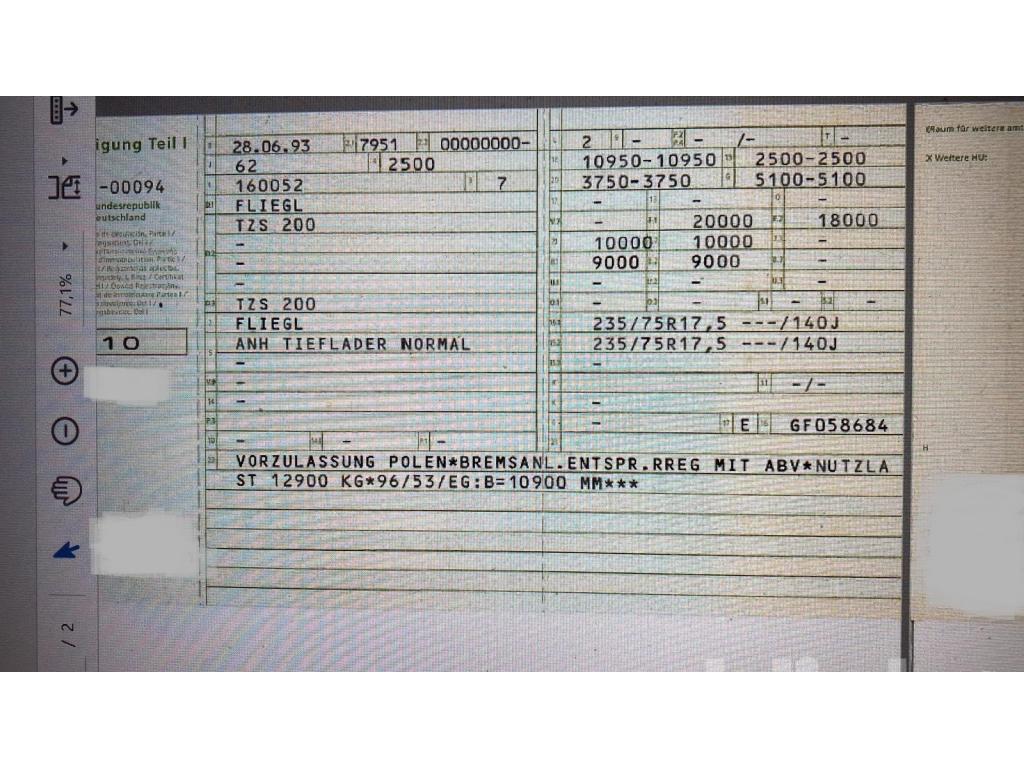 igung Teil I
-00094
undesrepublik
eutschland
10
77,1%
/ 2
28.06.93 7951 00000000-
62 2500
160052 7
FLIEGL
TZS 200
-
-
-
TZS 200
FLIEGL
ANH TIEFLADER NORMAL
-
-
-
- - -
2 - - -/- -
10950-10950 2500-2500
3750-3750 5100-5100
- - -
- 20000 18000
10000 10000 -
9000 9000 -
- - -
- - - -
235/75R17,5 ---/140J
235/75R17,5 ---/140J
-
-/-
-
- E GF058684
VORZULASSUNG POLEN*BREMSANL.ENTSPR.RREG MIT ABV*NUTZLA
ST 12900 KG*96/53/EG:B=10900 MM***
(Raum für weitere amt
X Weitere HU:
H